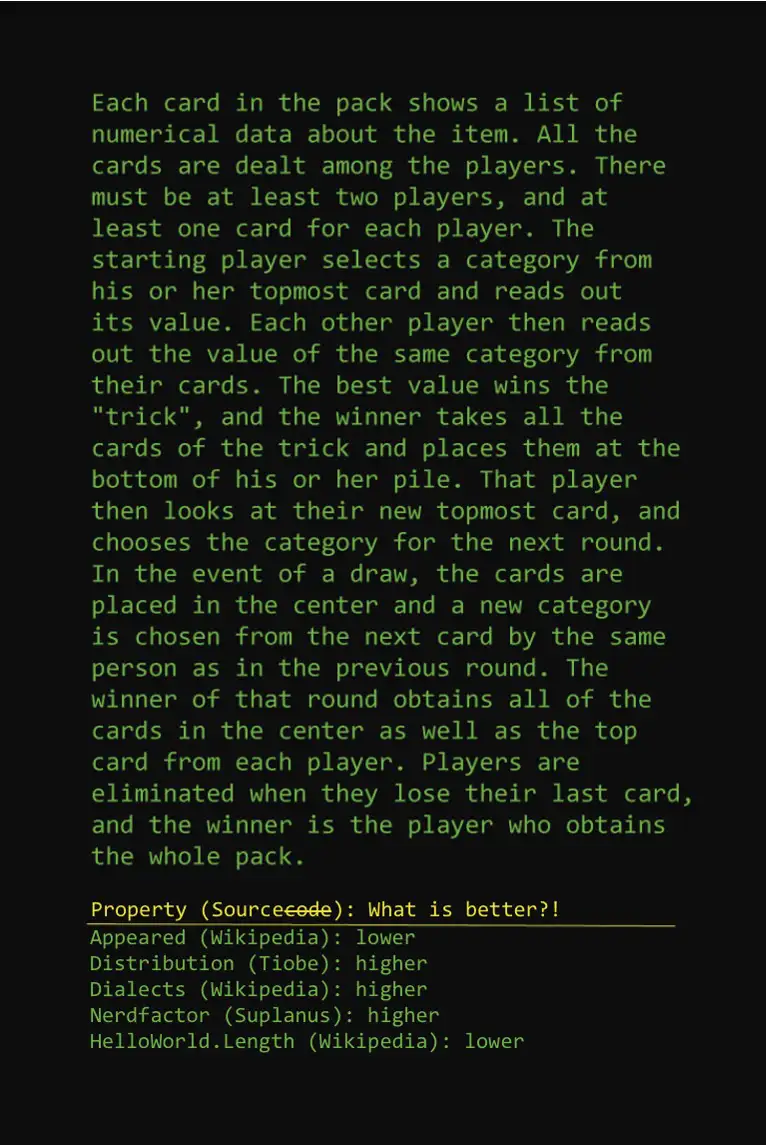 Each card in the pack shows a list of
numerical data about the item. All the
cards are dealt among the players. There
must be at least two players, and at
least one card for each player. The
starting player selects a category from
his or her topmost card and reads out
its value. Each other player then reads
out the value of the same category from
their cards. The best value wins the
"trick", and the winner takes all the
cards of the trick and places them at the
bottom of his or her pile. That player
then looks at their new topmost card, and
chooses the category for the next round.
In the event of a draw, the cards are
placed in the center and a new category
is chosen from the next card by the same
person as in the previous round. The
winner of that round obtains all of the
cards in the center as well as the top
card from each player. Players are
eliminated when they lose their last card,
and the winner is the player who obtains
the whole pack.
Property (Sourcecode): What is better?!
Appeared (Wikipedia): lower
Distribution (Tiobe): higher
Dialects (Wikipedia): higher
Nerdfactor (Suplanus): higher
HelloWorld.Length (Wikipedia): lower